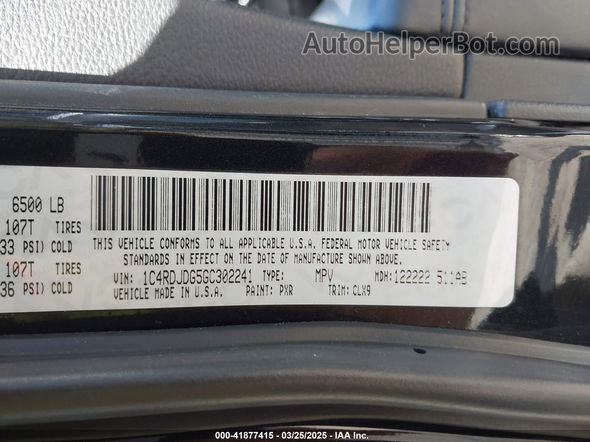 AutoHelperBot.com
6500 LB
107T TIRES
33 PSI) COLD
107T TIRES
36 PSI) COLD
THIS VEHICLE CONFORMS TO ALL APPLICABLE U.S.A. FEDERAL MOTOR VEHICLE SAFETY
STANDARDS IN EFFECT ON THE DATE OF MANUFACTURE SHOWN ABOVE.
VIN: 1C4RDJDG5GC302241 TYPE: MPV MDH: 122222 511AB
VEHICLE MADE IN U.S.A. PAINT: PXR TRIM: CLX9
000-41877415 — 03/25/2025 — IAA Inc.